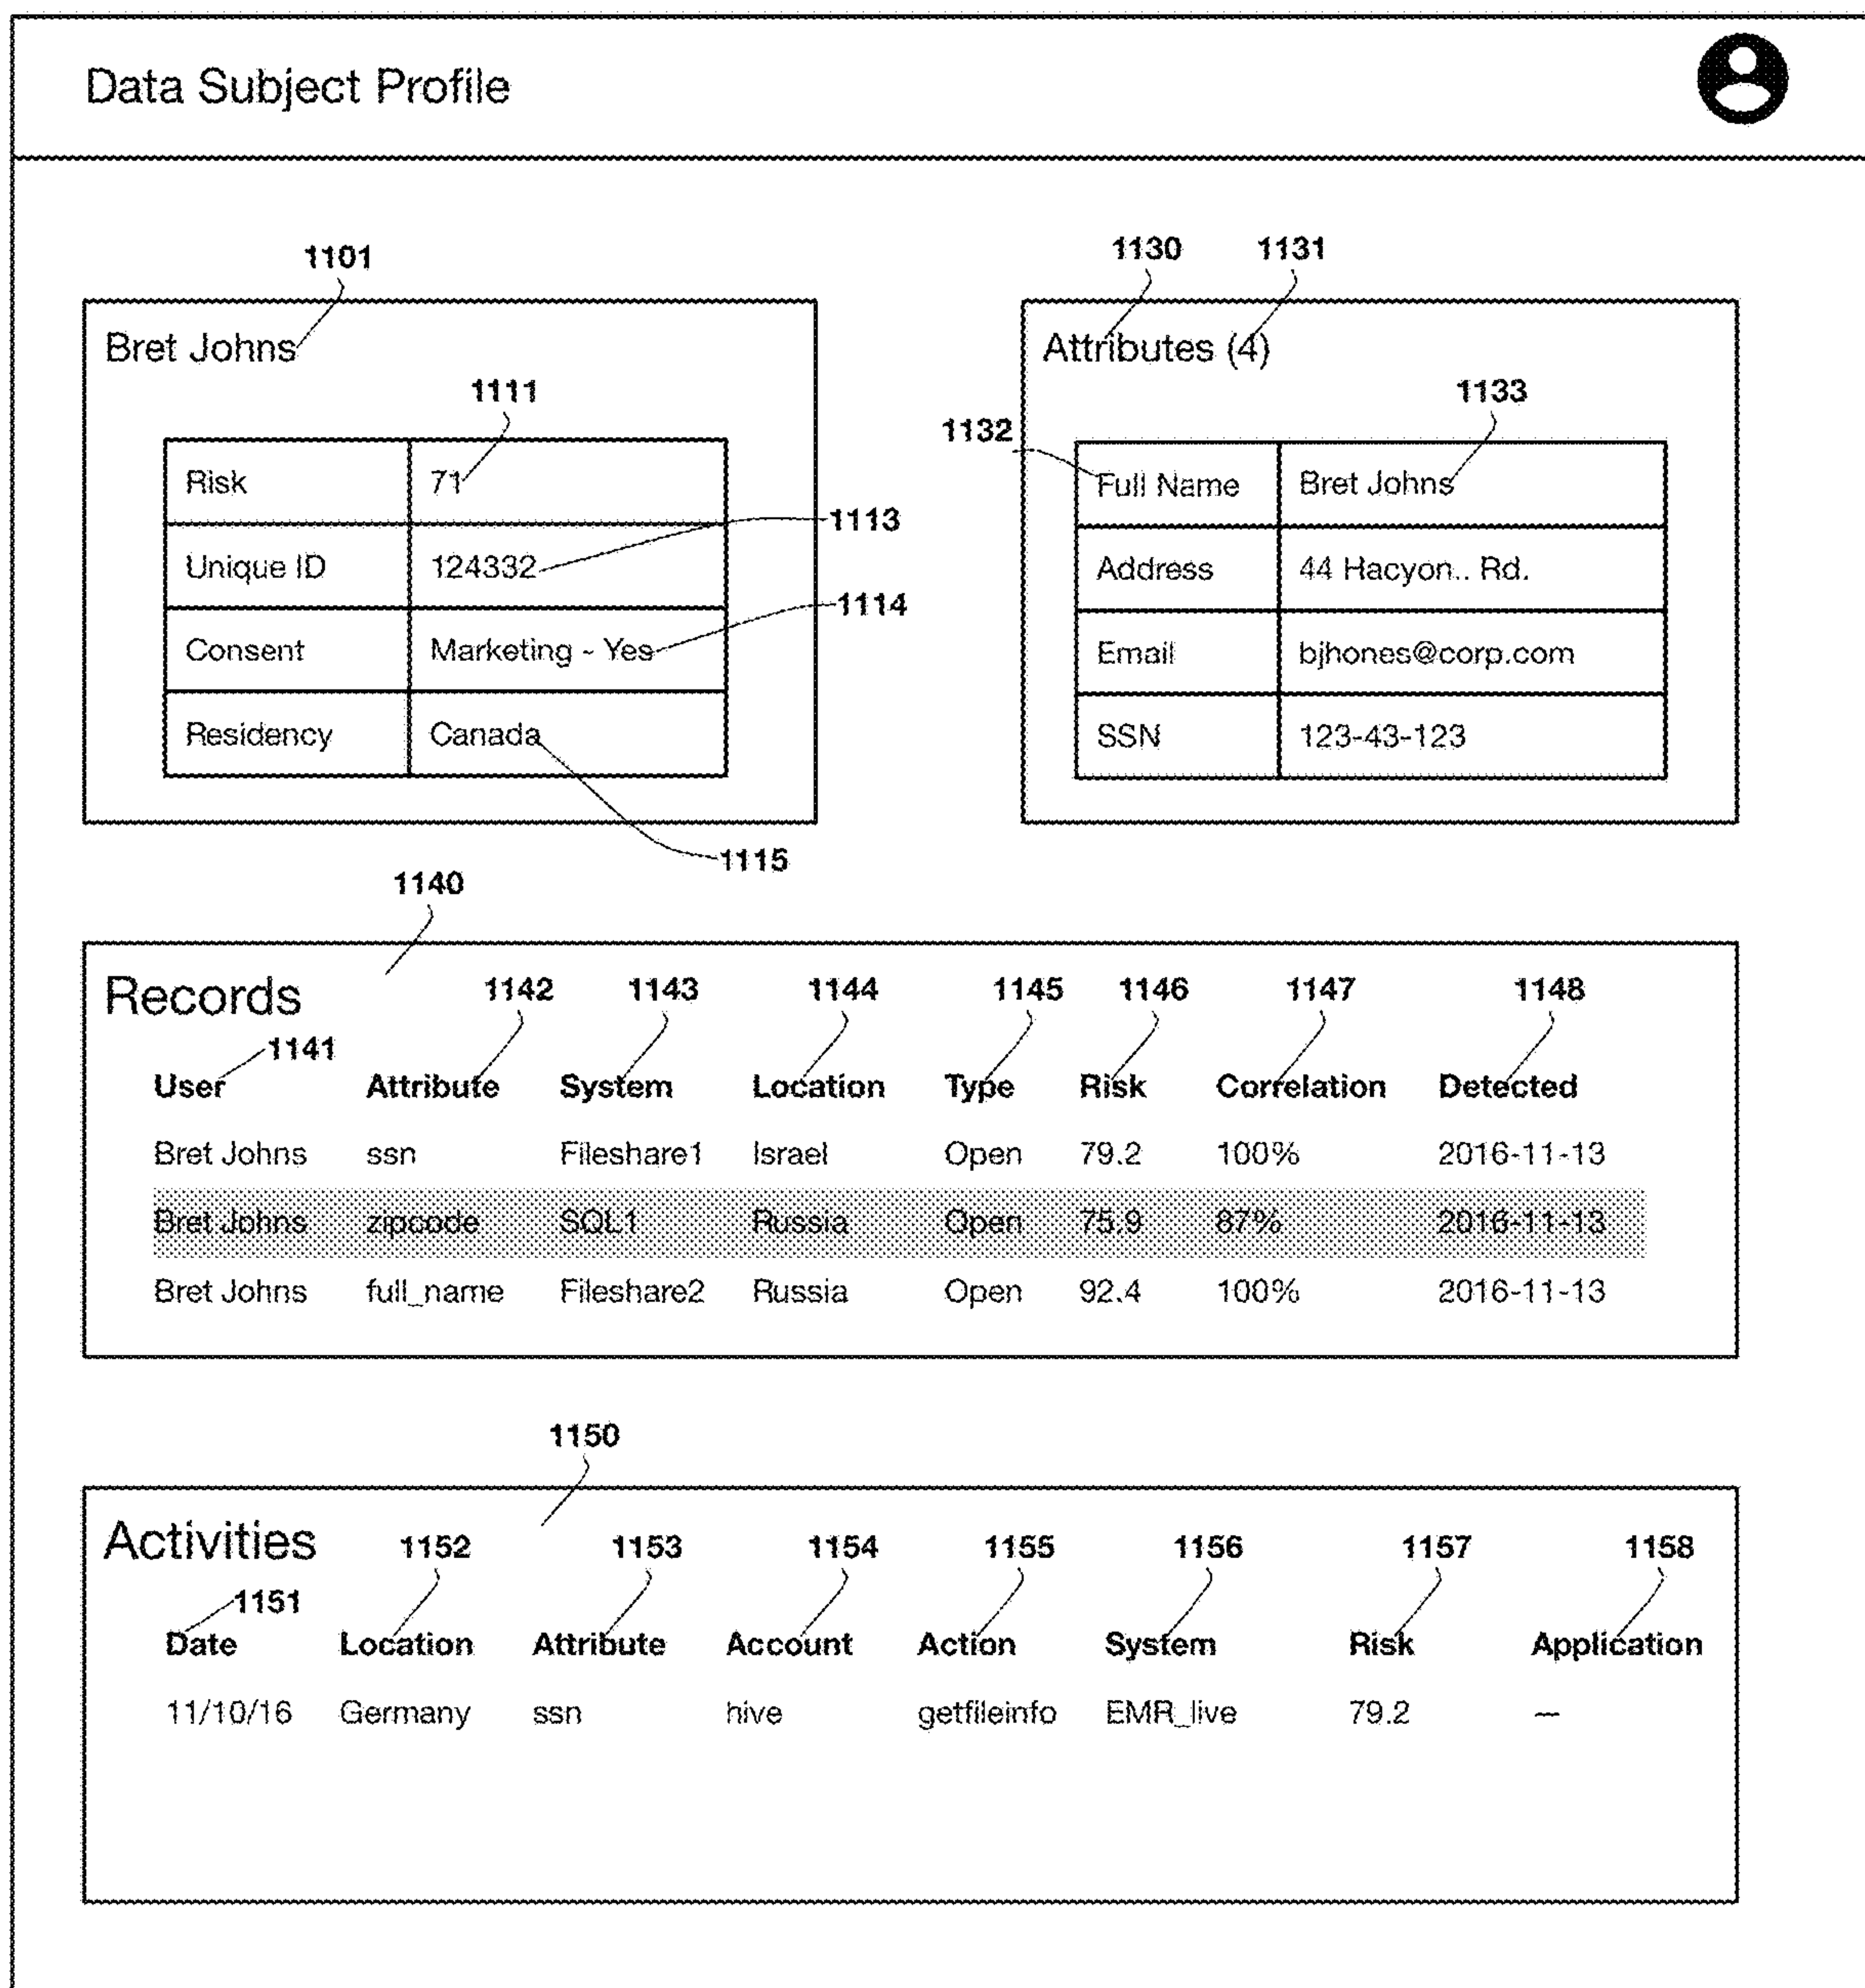 Data Subject Profile
1101
Bret Johns
1111
Risk 71
1113
Unique ID 124332
1114
Consent Marketing - Yes
Residency Canada
1115
1130 1131
Attributes (4)
1133
1132
Full Name Bret Johns
Address 44 Hacyon.. Rd.
Email bjhones@corp.com
SSN 123-43-123
1140
Records 1142 1143 1144 1145 1146 1147 1148
1141
User Attribute System Location Type Risk Correlation Detected
Bret Johns ssn Fileshare1 Israel Open 79.2 100% 2016-11-13
Bret Johns zipcode SQL1 Russia Open 75.9 87% 2016-11-13
Bret Johns full_name Fileshare2 Russia Open 92.4 100% 2016-11-13
1150
Activities 1152 1153 1154 1155 1156 1157 1158
1151
Date Location Attribute Account Action System Risk Application
11/10/16 Germany ssn hive getfileinfo EMR_live 79.2 —